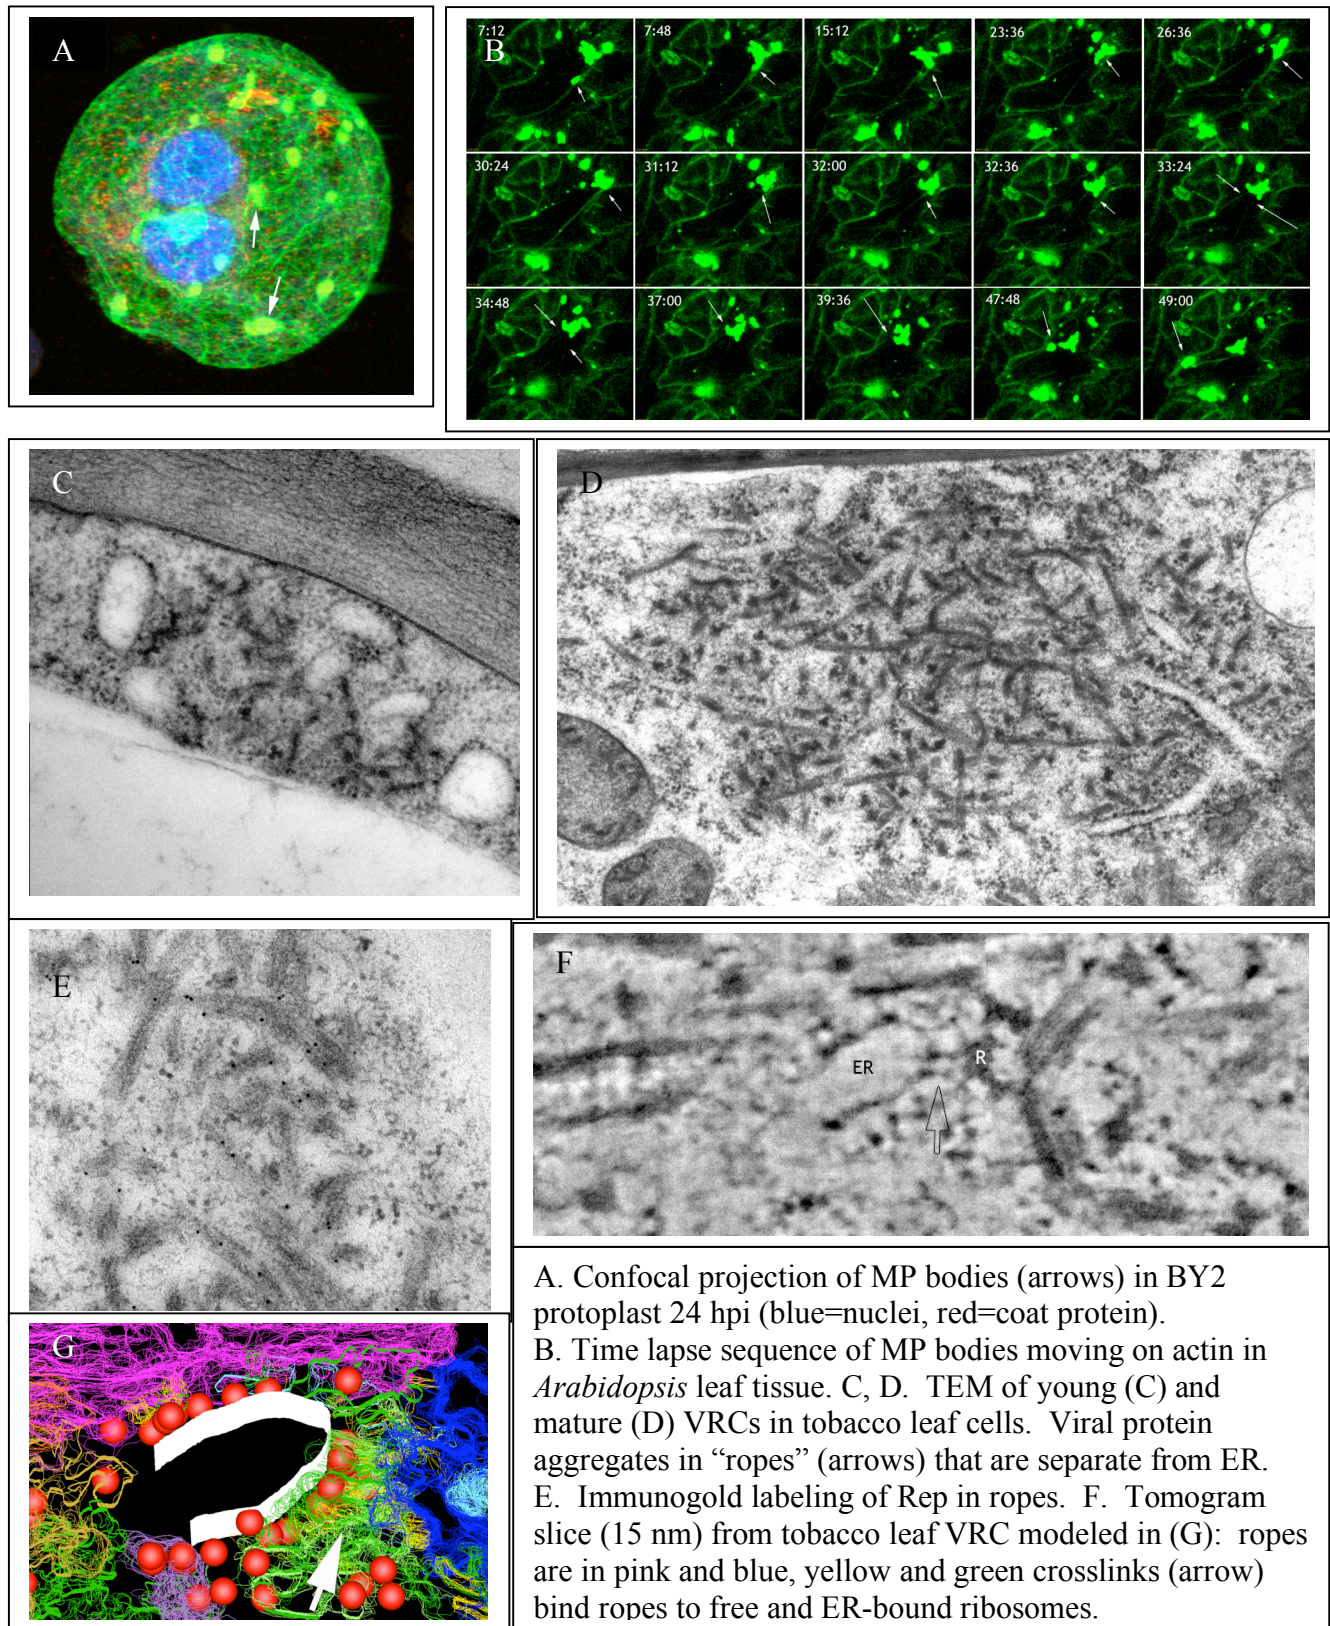 A
B
7:12
7:48
15:12
23:36
26:36
30:24
31:12
32:00
32:36
33:24
34:48
37:00
39:36
47:48
49:00
C
D
E
F
ER
R
G
A. Confocal projection of MP bodies (arrows) in BY2
protoplast 24 hpi (blue=nuclei, red=coat protein).
B. Time lapse sequence of MP bodies moving on actin in
Arabidopsis leaf tissue. C, D.  TEM of young (C) and
mature (D) VRCs in tobacco leaf cells.  Viral protein
aggregates in “ropes” (arrows) that are separate from ER.
E.  Immunogold labeling of Rep in ropes.  F.  Tomogram
slice (15 nm) from tobacco leaf VRC modeled in (G):  ropes
are in pink and blue, yellow and green crosslinks (arrow)
bind ropes to free and ER-bound ribosomes.